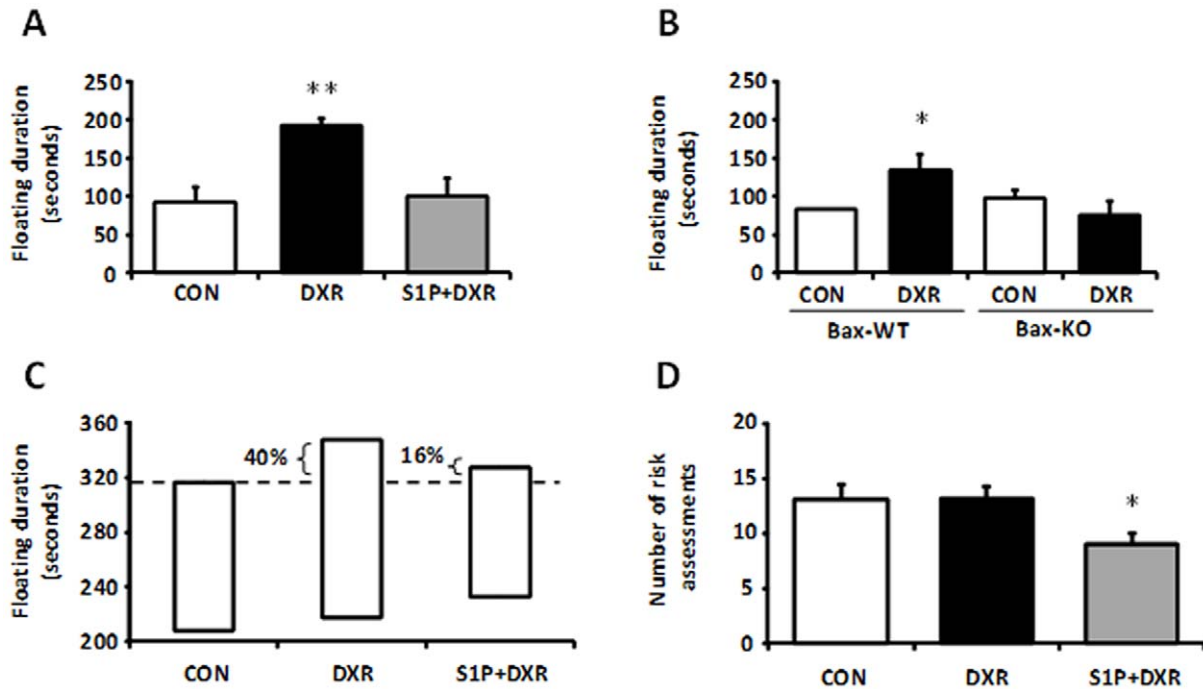 A
Floating duration
(seconds)
250
200
150
100
50
0
**
CON
DXR
S1P+DXR
B
Floating duration
(seconds)
250
200
150
100
50
0
*
CON
DXR
CON
DXR
Bax-WT
Bax-KO
C
Floating duration
(seconds)
360
320
280
240
200
40%
16%
CON
DXR
S1P+DXR
D
Number of risk
assessments
20
15
10
5
0
*
CON
DXR
S1P+DXR